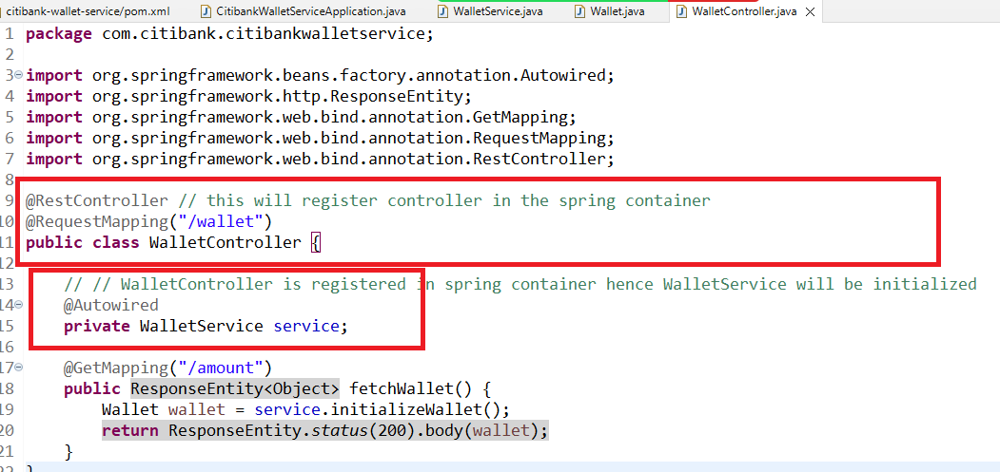 citibank-wallet-service/pom.xml CitibankWalletServiceApplication.java WalletService.java Wallet.java WalletController.java
1 package com.citibank.citibankwalletservice;
2
3 import org.springframework.beans.factory.annotation.Autowired;
4 import org.springframework.http.ResponseEntity;
5 import org.springframework.web.bind.annotation.GetMapping;
6 import org.springframework.web.bind.annotation.RequestMapping;
7 import org.springframework.web.bind.annotation.RestController;
8
9 @RestController // this will register controller in the spring container
10 @RequestMapping("/wallet")
11 public class WalletController {
12
13 // // WalletController is registered in spring container hence WalletService will be initialized
14 @Autowired
15 private WalletService service;
16
17 @GetMapping("/amount")
18 public ResponseEntity<Object> fetchWallet() {
19 Wallet wallet = service.initializeWallet();
20 return ResponseEntity.status(200).body(wallet);
21 }
22 }